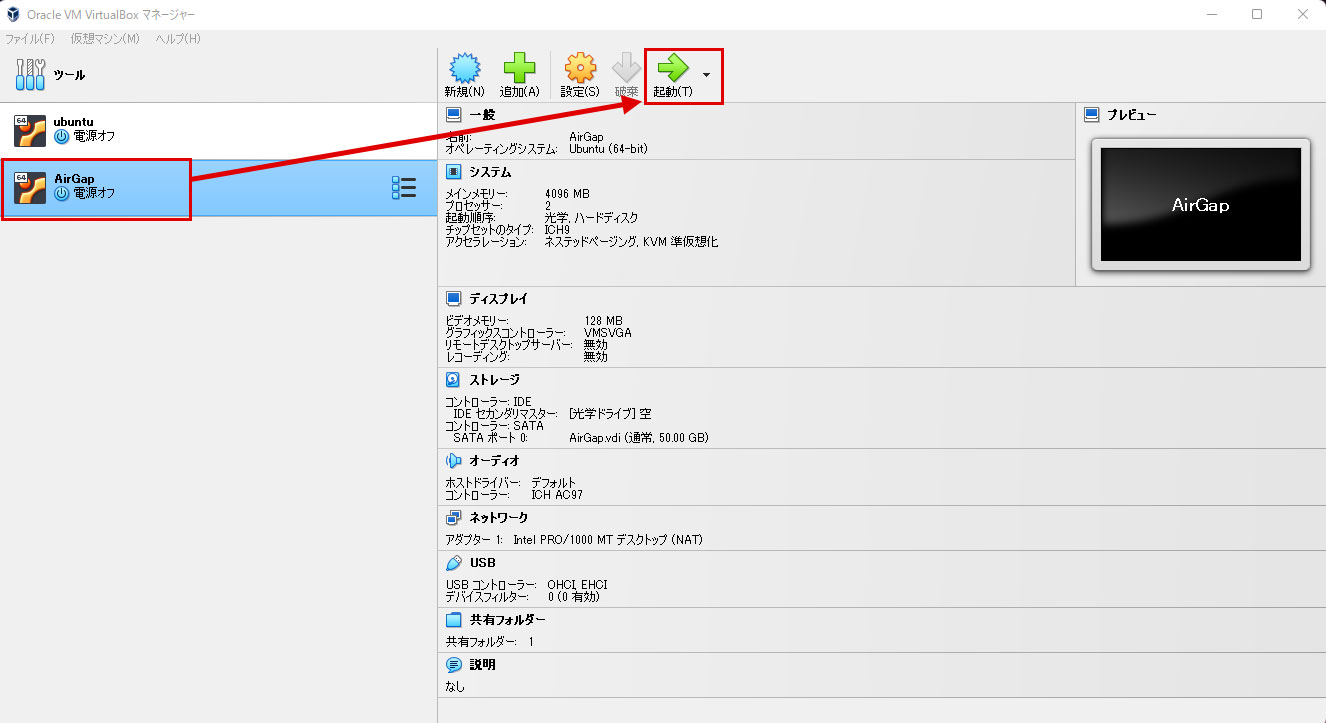 Oracle VM VirtualBox マネージャー
ファイル(F) 仮想マシン(M) ヘルプ(H)
ツール
新規(N) 追加(A) 設定(S) 破棄 起動(T)
64 ubuntu
電源オフ
64 AirGap
電源オフ
一般
名前: AirGap
オペレーティングシステム: Ubuntu (64-bit)
システム
メインメモリー: 4096 MB
プロセッサー: 2
起動順序: 光学, ハードディスク
チップセットのタイプ: ICH9
アクセラレーション: ネステッドページング, KVM 準仮想化
プレビュー
AirGap
ディスプレイ
ビデオメモリー: 128 MB
グラフィックスコントローラー: VMSVGA
リモートデスクトップサーバー: 無効
レコーディング: 無効
ストレージ
コントローラー: IDE
IDE セカンダリマスター: [光学ドライブ] 空
コントローラー: SATA
SATA ポート 0: AirGap.vdi (通常, 50.00 GB)
オーディオ
ホストドライバー: デフォルト
コントローラー: ICH AC97
ネットワーク
アダプター 1: Intel PRO/1000 MT デスクトップ (NAT)
USB
USB コントローラー: OHCI, EHCI
デバイスフィルター: 0 (0 有効)
共有フォルダー
共有フォルダー: 1
説明
なし